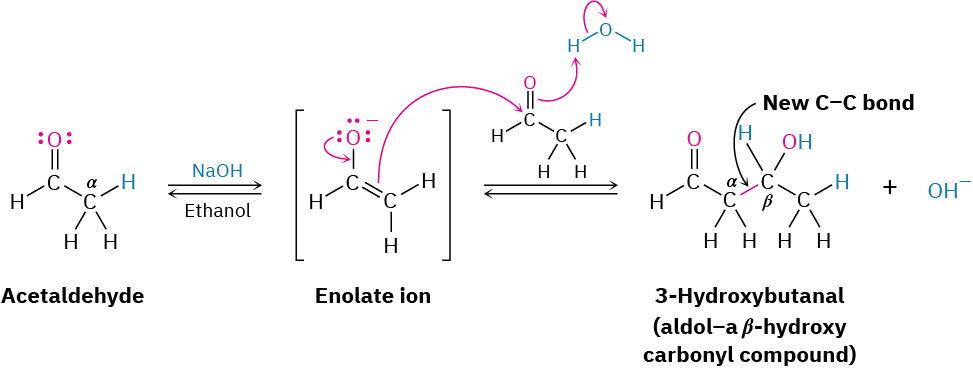 H O H
:O: :O:− O New C−C bond
H C α C H H C C H H O H OH
NaOH
Ethanol
H C C H H H H C α C C β C H + OH−
H H H H H H H
Acetaldehyde Enolate ion 3-Hydroxybutanal
(aldol–a β-hydroxy
carbonyl compound)